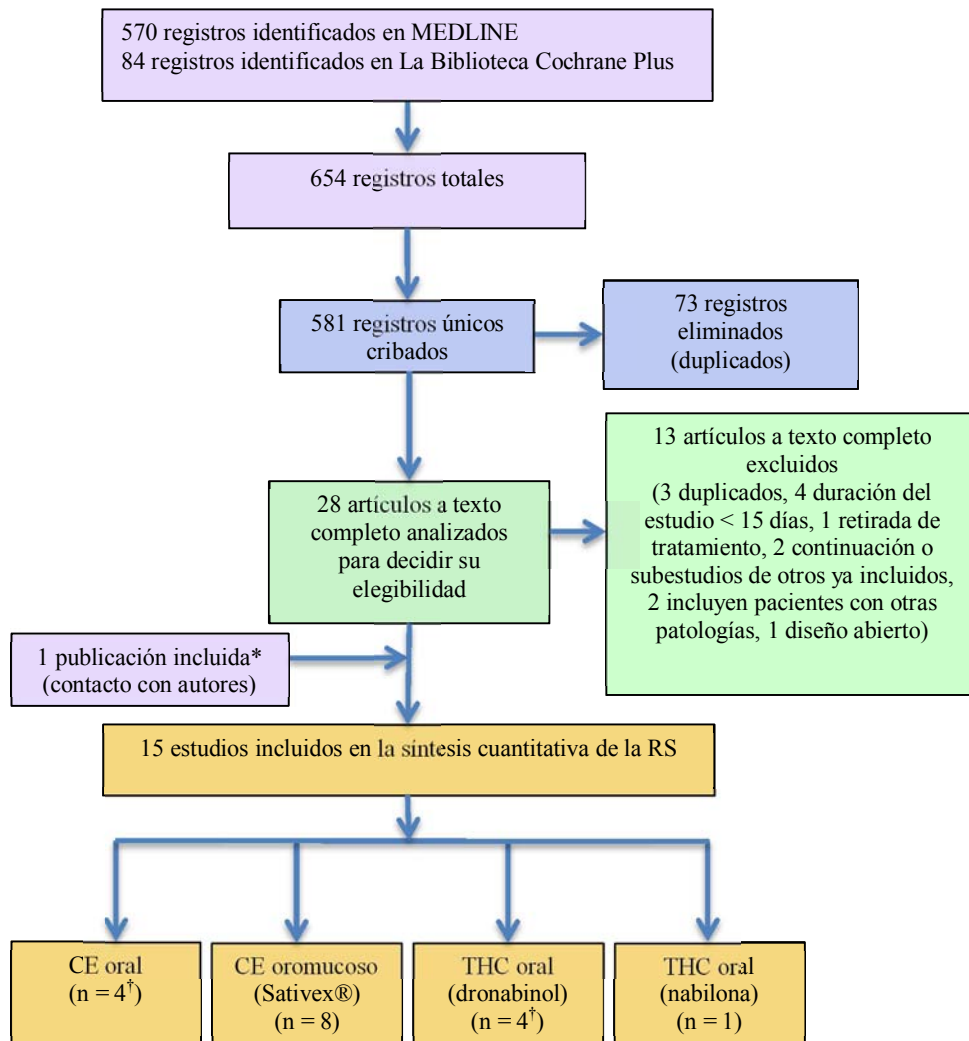 570 registros identificados en MEDLINE
84 registros identificados en La Biblioteca Cochrane Plus
654 registros totales
581 registros únicos
cribados
73 registros
eliminados
(duplicados)
28 artículos a texto
completo analizados
para decidir su
elegibilidad
13 artículos a texto completo
excluidos
(3 duplicados, 4 duración del
estudio < 15 días, 1 retirada de
tratamiento, 2 continuación o
subestudios de otros ya incluidos,
2 incluyen pacientes con otras
patologías, 1 diseño abierto)
1 publicación incluida*
(contacto con autores)
15 estudios incluidos en la síntesis cuantitativa de la RS
CE oral
(n = 4†)
CE oromucoso
(Sativex®)
(n = 8)
THC oral
(dronabinol)
(n = 4†)
THC oral
(nabilona)
(n = 1)